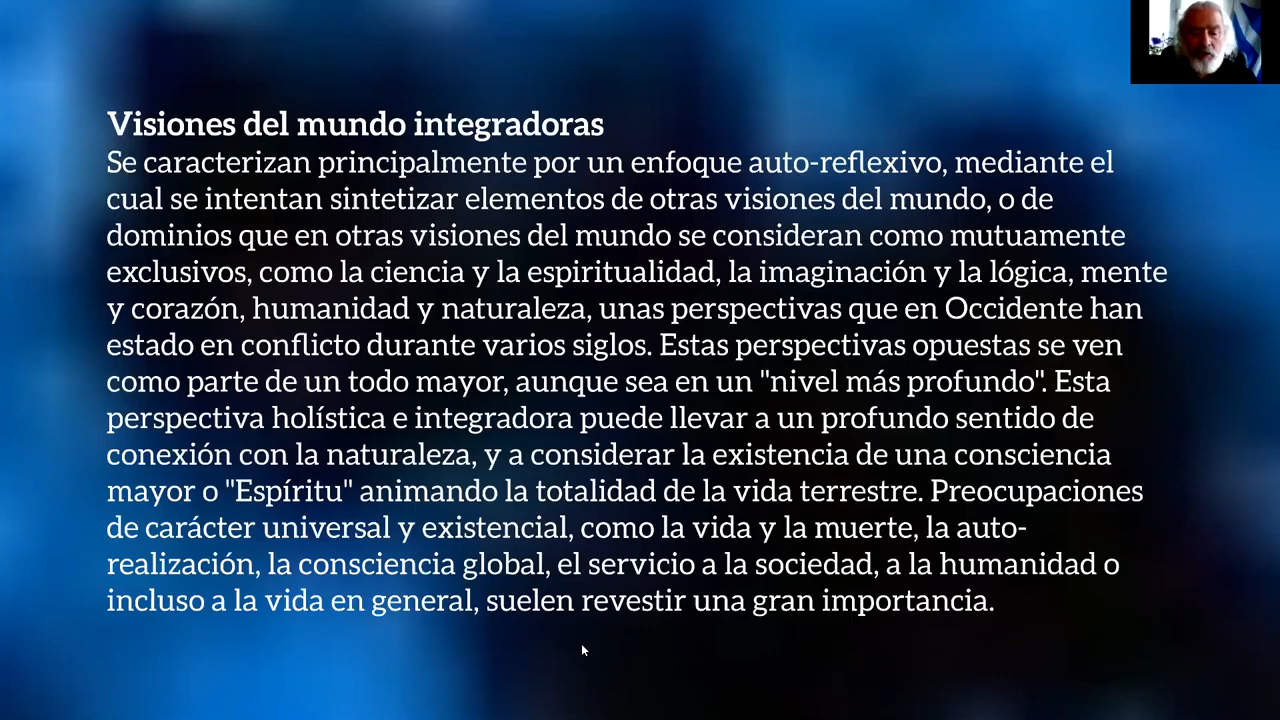 Visiones del mundo integradoras
Se caracterizan principalmente por un enfoque auto-reflexivo, mediante el
cual se intentan sintetizar elementos de otras visiones del mundo, o de
dominios que en otras visiones del mundo se consideran como mutuamente
exclusivos, como la ciencia y la espiritualidad, la imaginación y la lógica, mente
y corazón, humanidad y naturaleza, unas perspectivas que en Occidente han
estado en conflicto durante varios siglos. Estas perspectivas opuestas se ven
como parte de un todo mayor, aunque sea en un "nivel más profundo". Esta
perspectiva holística e integradora puede llevar a un profundo sentido de
conexión con la naturaleza, y a considerar la existencia de una consciencia
mayor o "Espíritu" animando la totalidad de la vida terrestre. Preocupaciones
de carácter universal y existencial, como la vida y la muerte, la auto-
realización, la consciencia global, el servicio a la sociedad, a la humanidad o
incluso a la vida en general, suelen revestir una gran importancia.